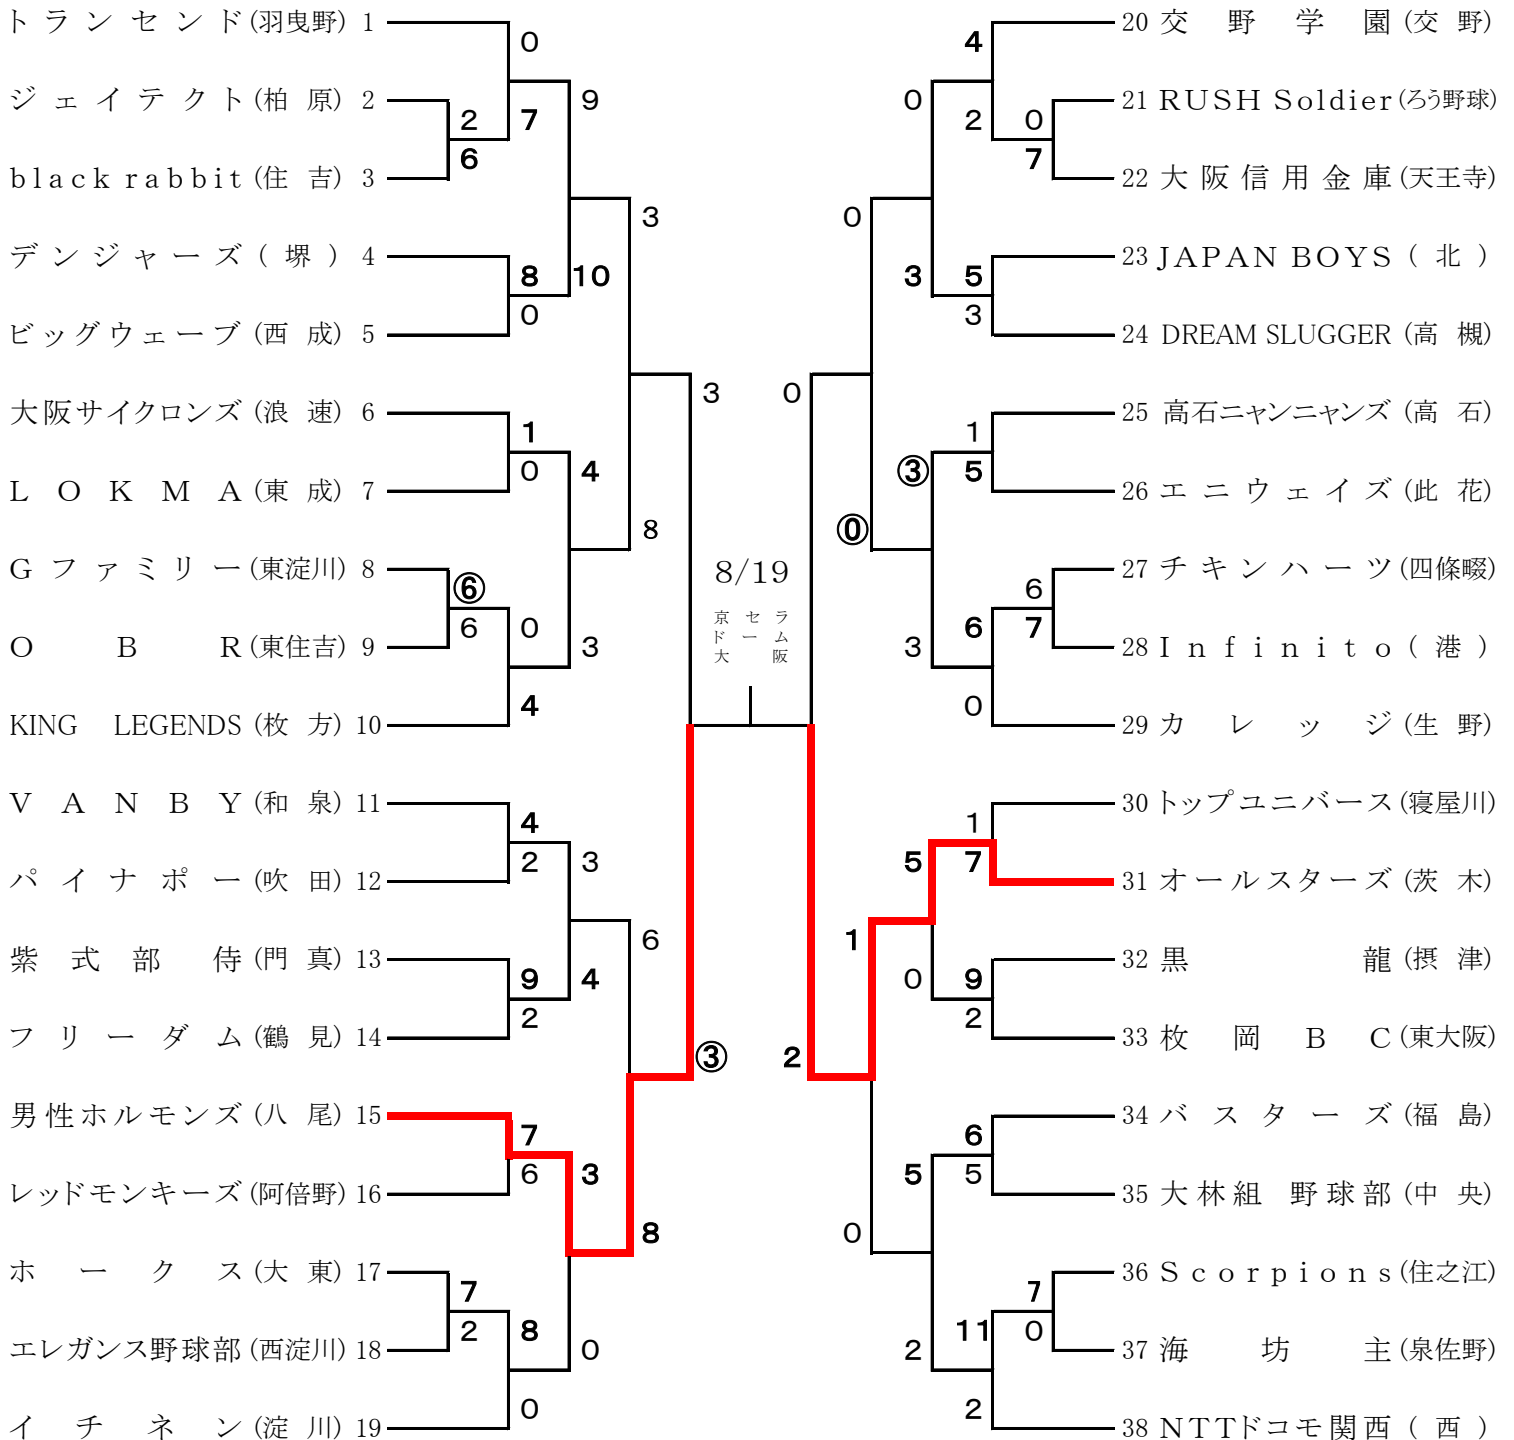 トランセンド(羽曳野) 1
0
ジェイテクト(柏原) 2
2
7
9
6
black rabbit(住吉) 3
3
デンジャーズ(堺) 4
8
10
0
ビッグウェーブ(西成) 5
3
大阪サイクロンズ(浪速) 6
1
0
4
LOKMA(東成) 7
8
Gファミリー(東淀川) 8
⑥
6
0
3
OBR(東住吉) 9
4
KING LEGENDS(枚方) 10
VANBY(和泉) 11
4
2
3
パイナポー(吹田) 12
6
紫式部侍(門真) 13
9
4
2
フリーダム(鶴見) 14
③
男性ホルモンズ(八尾) 15
7
6
3
レッドモンキーズ(阿倍野) 16
8
ホークス(大東) 17
7
2
8
0
エレガンス野球部(西淀川) 18
0
イチネン(淀川) 19
8/19
京セラ
ドーム
大阪
20 交野学園(交野)
4
0
2
0
21 RUSH Soldier(ろう野球)
7
22 大阪信用金庫(天王寺)
0
23 JAPAN BOYS(北)
3
5
3
24 DREAM SLUGGER(高槻)
0
25 高石ニャンニャンズ(高石)
1
③
5
26 エニウェイズ(此花)
⓪
27 チキンハーツ(四條畷)
6
6
7
3
28 Infinito(港)
0
29 カレッジ(生野)
30 トップユニバース(寝屋川)
1
5
7
31 オールスターズ(茨木)
1
32 黒龍(摂津)
0
9
2
33 枚岡BC(東大阪)
2
34 バスターズ(福島)
6
5
5
35 大林組 野球部(中央)
0
36 Scorpions(住之江)
7
11
0
2
37 海坊主(泉佐野)
2
38 NTTドコモ関西(西)